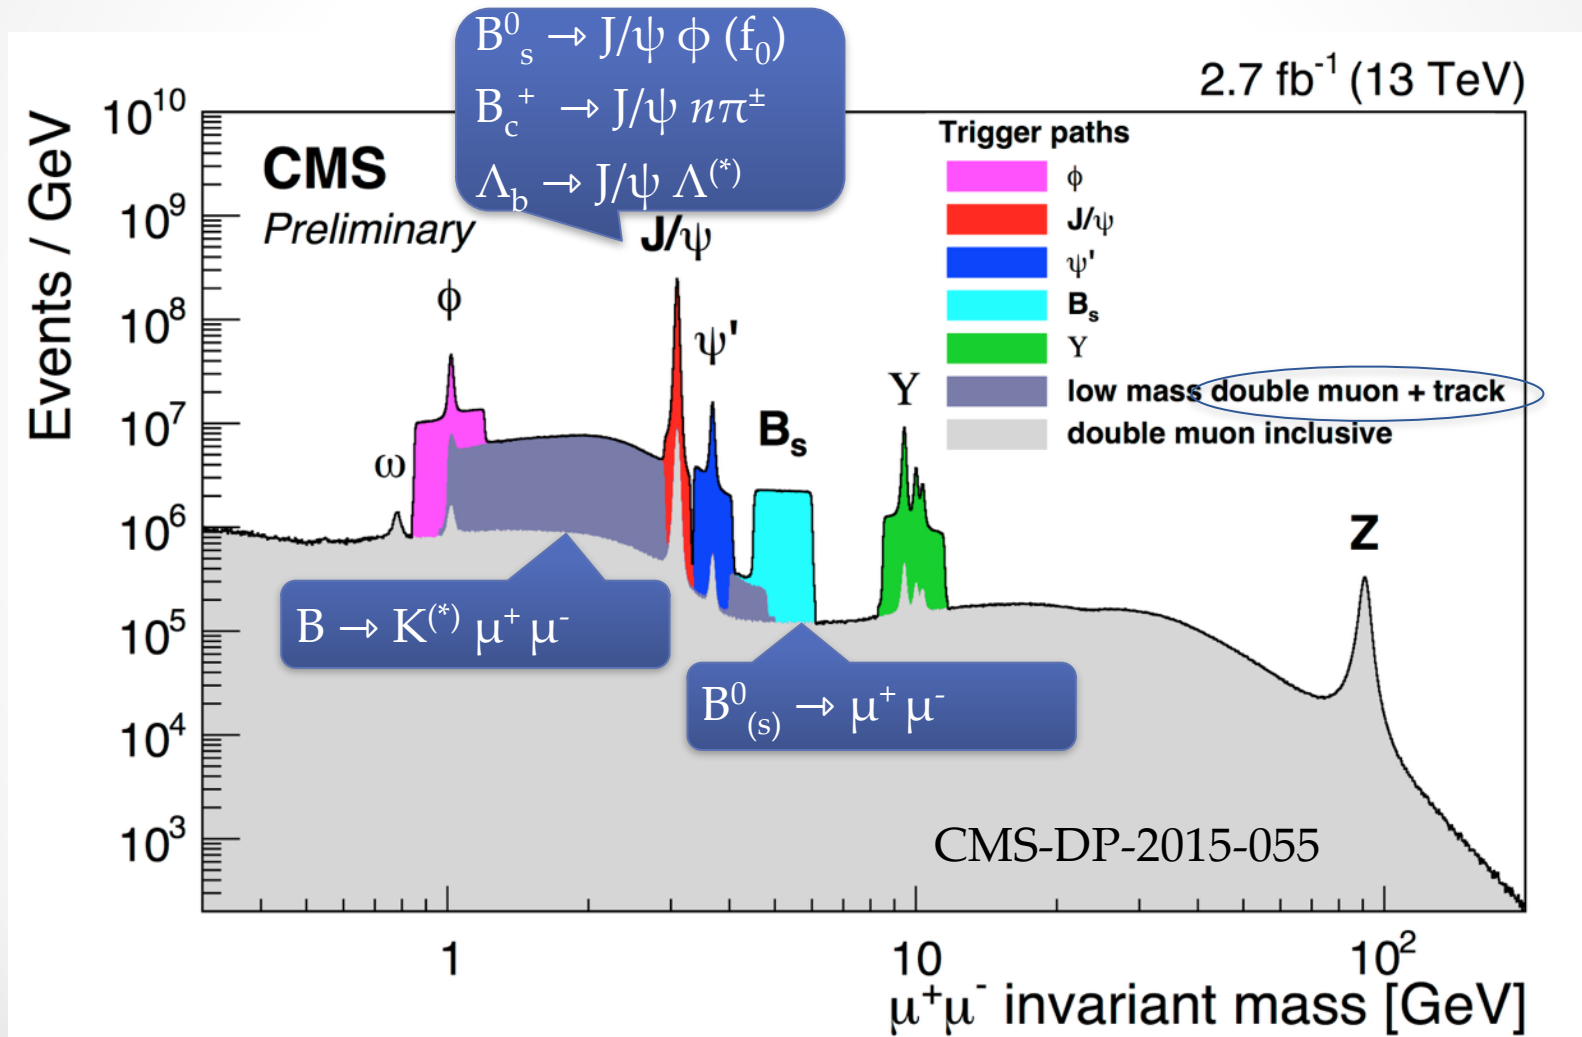 B⁰ₛ → J/ψ ϕ (f₀)
B꜀⁺ → J/ψ nπ±
Λb → J/ψ Λ⁽*⁾
2.7 fb⁻¹ (13 TeV)
Events / GeV
10¹⁰
10⁹
10⁸
10⁷
10⁶
10⁵
10⁴
10³
CMS
Preliminary
Trigger paths
ϕ
J/ψ
ψ'
Bₛ
Υ
low mass double muon + track
double muon inclusive
ω
ϕ
J/ψ
ψ'
Bₛ
Υ
Z
B → K⁽*⁾ μ⁺ μ⁻
B⁰₍ₛ₎ → μ⁺ μ⁻
CMS-DP-2015-055
1
10
10²
μ⁺μ⁻ invariant mass [GeV]